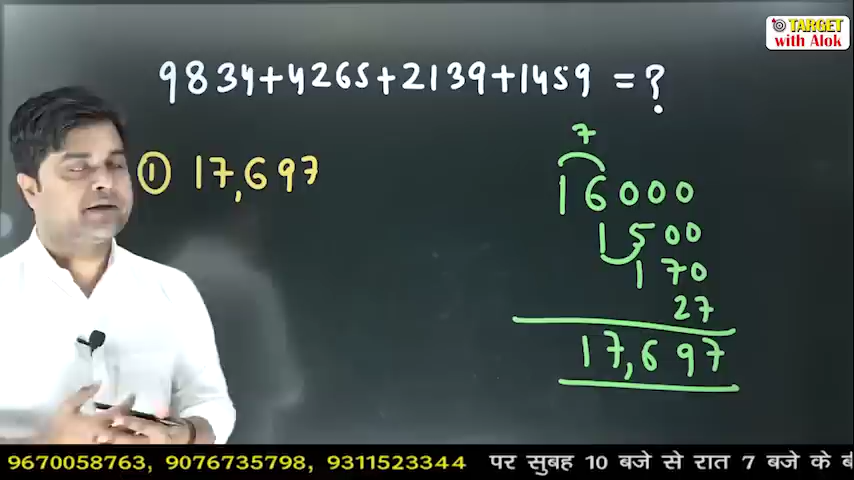 TARGET
with Alok
9834+4265+2139+1459 = ?
① 17,697
7
16000
1500
170
27
17,697
9670058763, 9076735798, 9311523344 पर सुबह 10 बजे से रात 7 बजे के